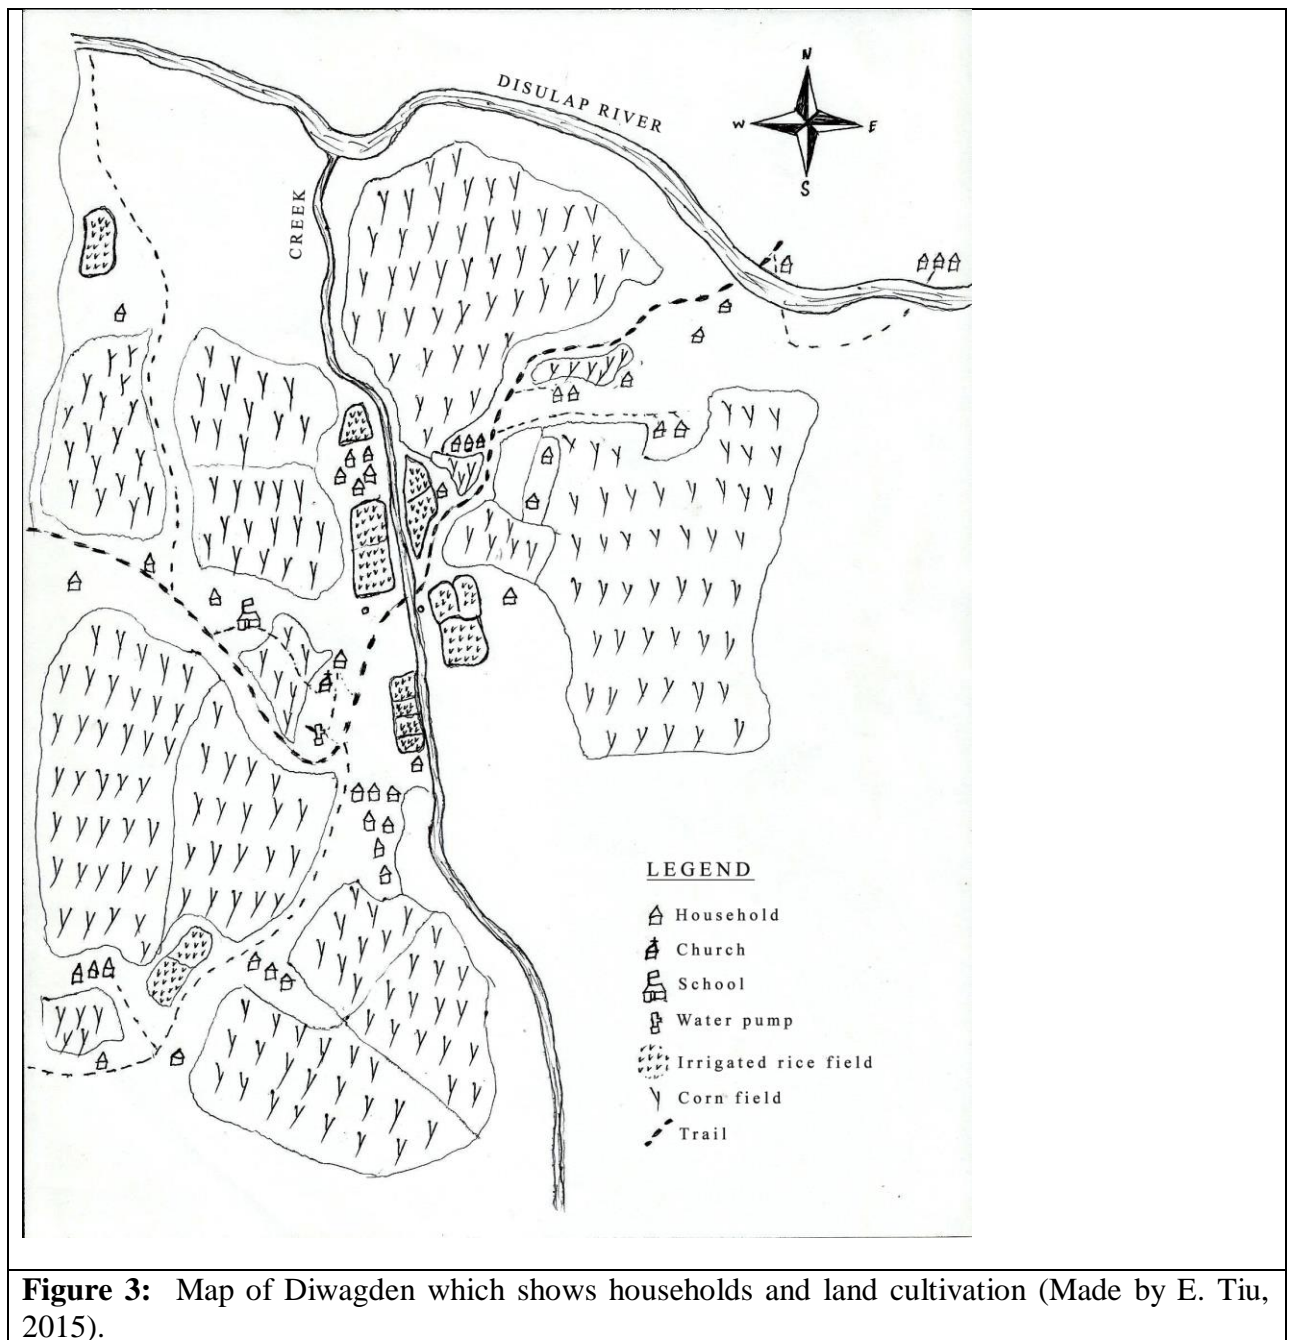 N
DISULAP RIVER
W
E
S
CREEK
LEGEND
Household
Church
School
Water pump
Irrigated rice field
Corn field
Trail
Figure 3: Map of Diwagden which shows households and land cultivation (Made by E. Tiu,
2015).